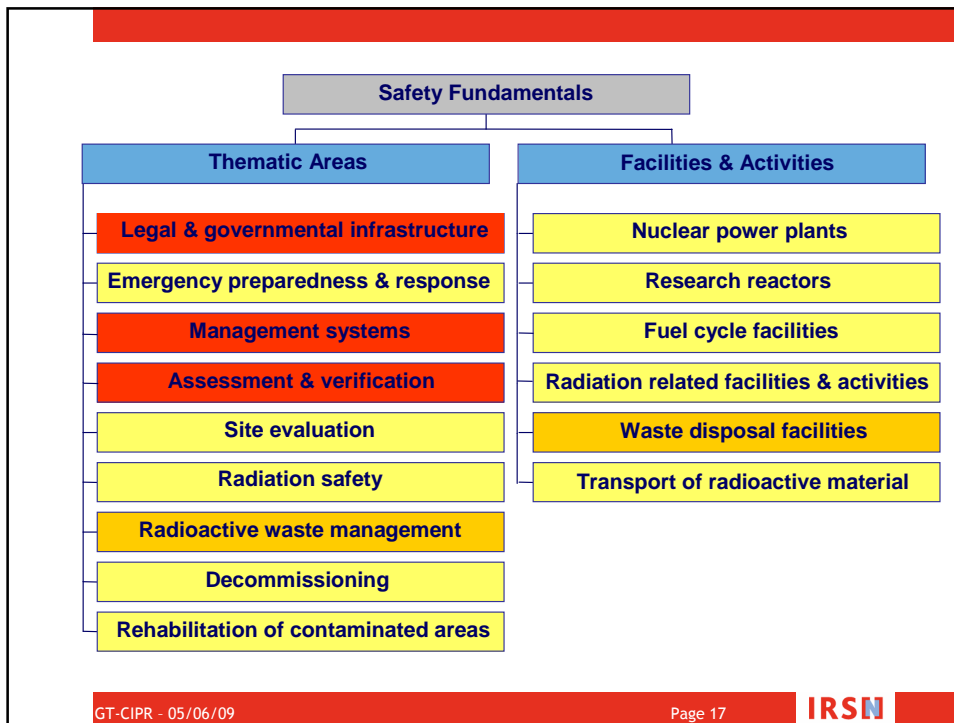 Safety Fundamentals
Thematic Areas
Legal & governmental infrastructure
Emergency preparedness & response
Management systems
Assessment & verification
Site evaluation
Radiation safety
Radioactive waste management
Decommissioning
Rehabilitation of contaminated areas
Facilities & Activities
Nuclear power plants
Research reactors
Fuel cycle facilities
Radiation related facilities & activities
Waste disposal facilities
Transport of radioactive material
GT-CIPR - 05/06/09
Page 17
IRSN